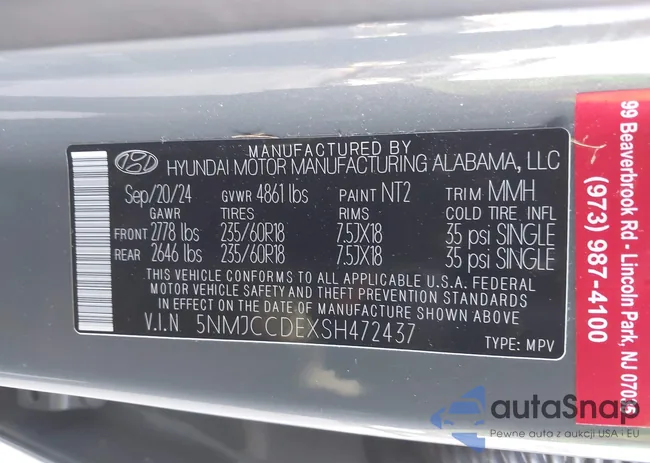 MANUFACTURED BY
HYUNDAI MOTOR MANUFACTURING ALABAMA, LLC
Sep/20/24 GVWR 4861 lbs PAINT NT2 TRIM MMH
GAWR TIRES RIMS COLD TIRE INFL
FRONT 2778 lbs 235/60R18 7.5JX18 35 psi SINGLE
REAR 2646 lbs 235/60R18 7.5JX18 35 psi SINGLE
THIS VEHICLE CONFORMS TO ALL APPLICABLE U.S.A. FEDERAL
MOTOR VEHICLE SAFETY AND THEFT PREVENTION STANDARDS
IN EFFECT ON THE DATE OF MANUFACTURE SHOWN ABOVE.
V.I.N 5NMJCCDEXSH472437
TYPE: MPV
99 Beaverbrook Rd - Lincoln Park, NJ
(973) 987-4100
autoSnap
Pewne auta z aukcji USA i EU